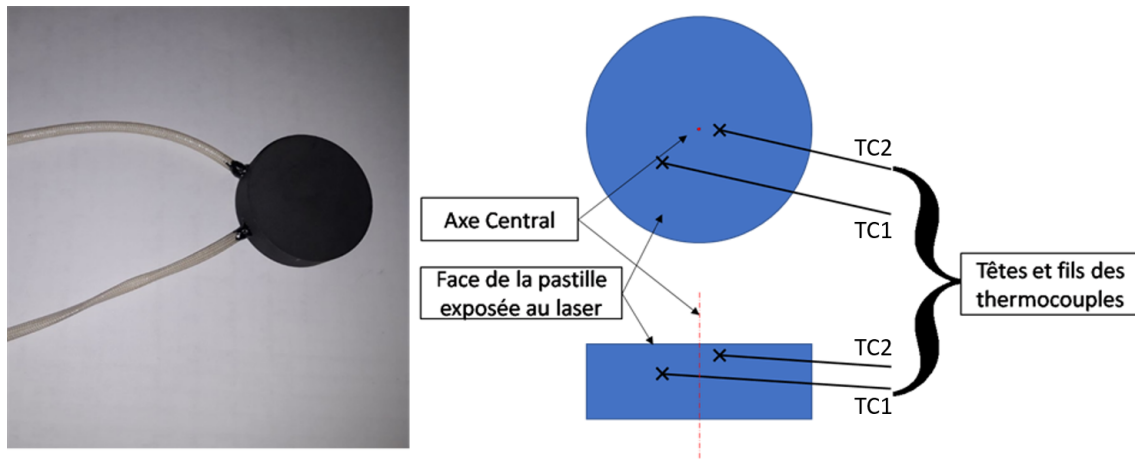 TC2
TC1
Axe Central
Face de la pastille
exposée au laser
Têtes et fils des
thermocouples
TC2
TC1